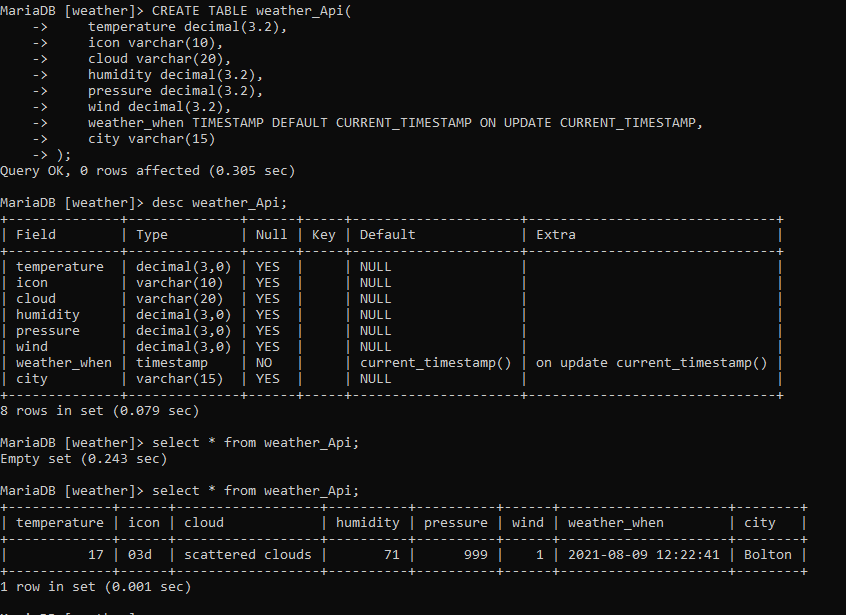 MariaDB [weather]> CREATE TABLE weather_Api(
    ->     temperature decimal(3.2),
    ->     icon varchar(10),
    ->     cloud varchar(20),
    ->     humidity decimal(3.2),
    ->     pressure decimal(3.2),
    ->     wind decimal(3.2),
    ->     weather_when TIMESTAMP DEFAULT CURRENT_TIMESTAMP ON UPDATE CURRENT_TIMESTAMP,
    ->     city varchar(15)
    -> );
Query OK, 0 rows affected (0.305 sec)
MariaDB [weather]> desc weather_Api;
+--------------+--------------+------+-----+---------------------+-------------------------------+
| Field        | Type         | Null | Key | Default             | Extra                         |
+--------------+--------------+------+-----+---------------------+-------------------------------+
| temperature  | decimal(3,0) | YES  |     | NULL                |                               |
| icon         | varchar(10)  | YES  |     | NULL                |                               |
| cloud        | varchar(20)  | YES  |     | NULL                |                               |
| humidity     | decimal(3,0) | YES  |     | NULL                |                               |
| pressure     | decimal(3,0) | YES  |     | NULL                |                               |
| wind         | decimal(3,0) | YES  |     | NULL                |                               |
| weather_when | timestamp    | NO   |     | current_timestamp() | on update current_timestamp() |
| city         | varchar(15)  | YES  |     | NULL                |                               |
+--------------+--------------+------+-----+---------------------+-------------------------------+
8 rows in set (0.079 sec)
MariaDB [weather]> select * from weather_Api;
Empty set (0.243 sec)
MariaDB [weather]> select * from weather_Api;
+-------------+------+------------------+----------+----------+------+---------------------+--------+
| temperature | icon | cloud            | humidity | pressure | wind | weather_when        | city   |
+-------------+------+------------------+----------+----------+------+---------------------+--------+
|          17 | 03d  | scattered clouds |       71 |      999 |    1 | 2021-08-09 12:22:41 | Bolton |
+-------------+------+------------------+----------+----------+------+---------------------+--------+
1 row in set (0.001 sec)